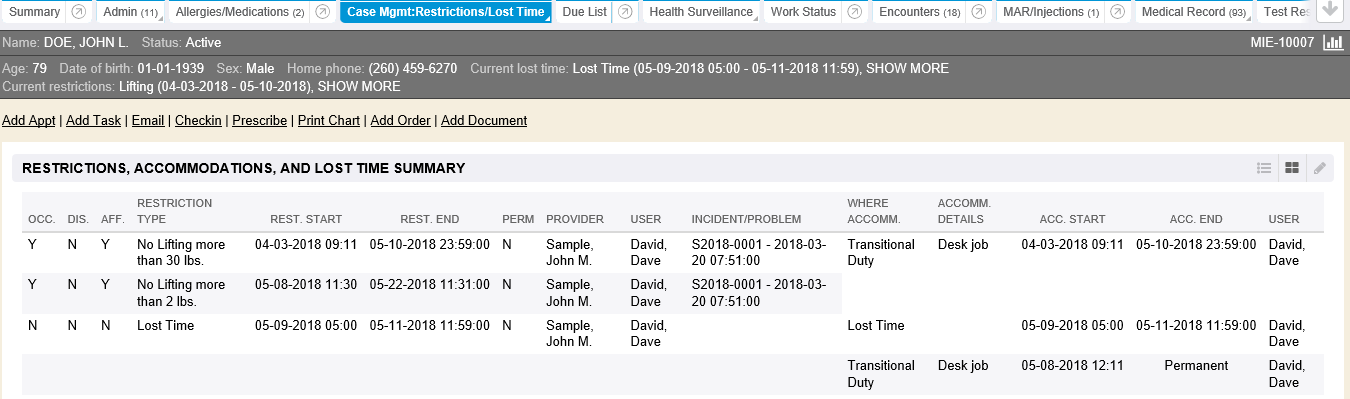 Summary Admin (11) Allergies/Medications (2) Case Mgmt:Restrictions/Lost Time Due List Health Surveillance Work Status Encounters (18) MAR/Injections (1) Medical Record (93) Test Res
Name: DOE, JOHN L. Status: Active MIE-10007
Age: 79 Date of birth: 01-01-1939 Sex: Male Home phone: (260) 459-6270 Current lost time: Lost Time (05-09-2018 05:00 - 05-11-2018 11:59), SHOW MORE
Current restrictions: Lifting (04-03-2018 - 05-10-2018), SHOW MORE
Add Appt | Add Task | Email | Checkin | Prescribe | Print Chart | Add Order | Add Document
RESTRICTIONS, ACCOMMODATIONS, AND LOST TIME SUMMARY
RESTRICTION WHERE ACCOMM.
OCC. DIS. AFF. TYPE REST. START REST. END PERM PROVIDER USER INCIDENT/PROBLEM ACCOMM. DETAILS ACC. START ACC. END USER
Y N Y No Lifting more 04-03-2018 09:11 05-10-2018 23:59:00 N Sample, David, S2018-0001 - 2018-03- Transitional Desk job 04-03-2018 09:11 05-10-2018 23:59:00 David,
than 30 lbs. John M. Dave 20 07:51:00 Duty Dave
Y N Y No Lifting more 05-08-2018 11:30 05-22-2018 11:31:00 N Sample, David, S2018-0001 - 2018-03-
than 2 lbs. John M. Dave 20 07:51:00
N N N Lost Time 05-09-2018 05:00 05-11-2018 11:59:00 N Sample, David, Lost Time 05-09-2018 05:00 05-11-2018 11:59:00 David,
John M. Dave Dave
Transitional Desk job 05-08-2018 12:11 Permanent David,
Duty Dave